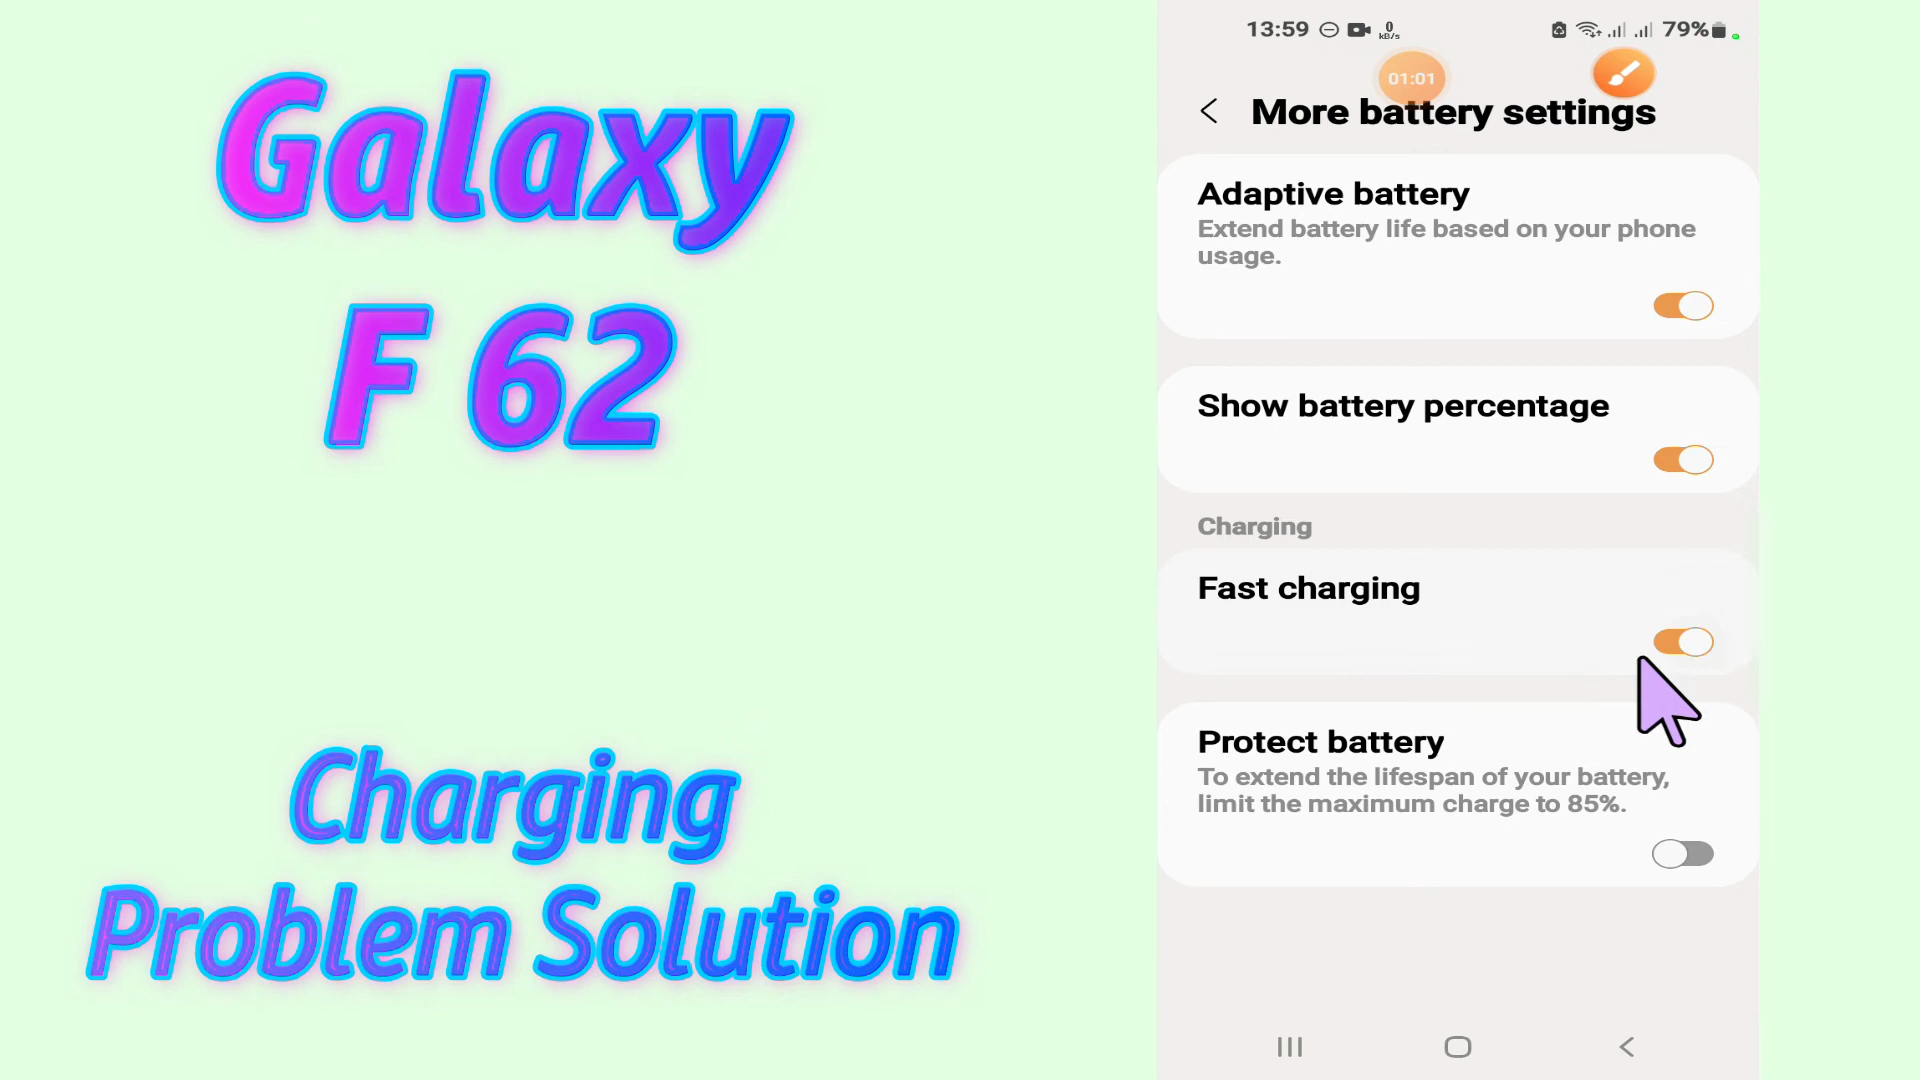 Galaxy
F 62
Charging
Problem Solution
13:59 0 kB/s 79%
01:01
More battery settings
Adaptive battery
Extend battery life based on your phone
usage.
Show battery percentage
Charging
Fast charging
Protect battery
To extend the lifespan of your battery,
limit the maximum charge to 85%.